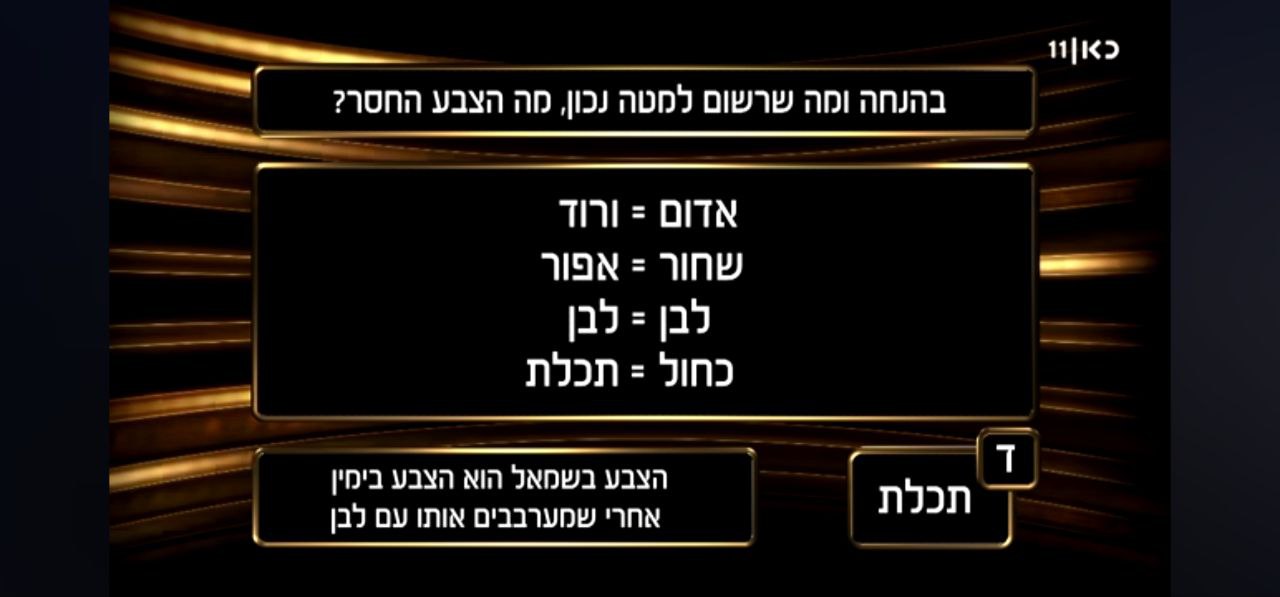 כאן|11
בהנחה ומה שרשום למטה נכון, מה הצבע החסר?
אדום = ורוד
שחור = אפור
לבן = לבן
כחול = תכלת
ד
תכלת
הצבע בשמאל הוא הצבע בימין
אחרי שמערבבים אותו עם לבן